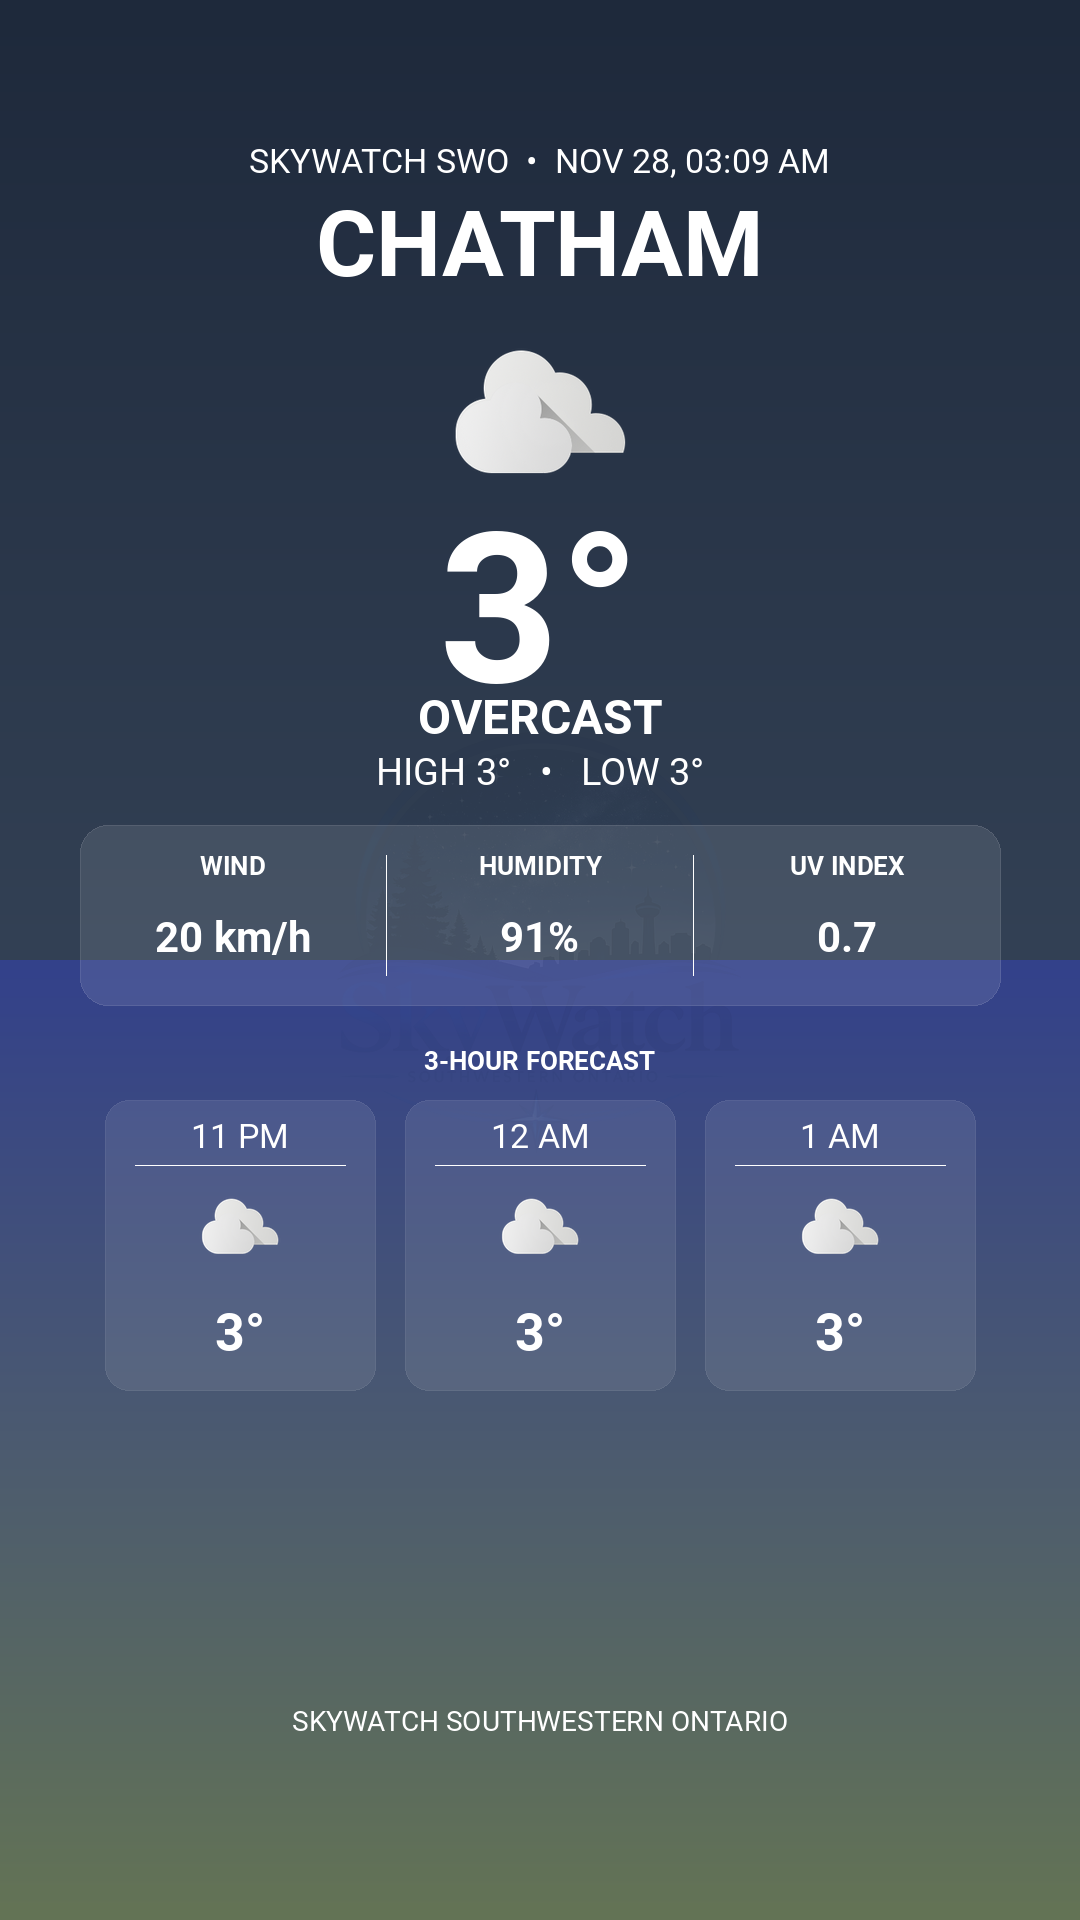 SKYWATCH SWO • NOV 28, 03:09 AM
CHATHAM
3°
OVERCAST
HIGH 3° • LOW 3°
WIND HUMIDITY UV INDEX
20 km/h 91% 0.7
SkyWatch
3-HOUR FORECAST
11 PM 12 AM 1 AM
3° 3° 3°
SKYWATCH SOUTHWESTERN ONTARIO